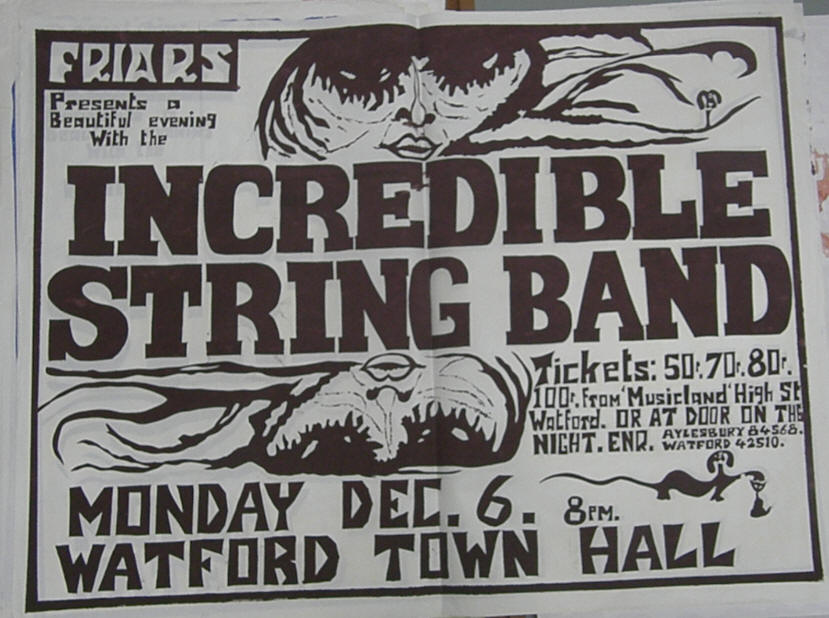 FRIARS
Presents a
Beautiful evening
With the
INCREDIBLE
STRING BAND
Tickets: 50p. 70p. 80p.
100p. From 'Musicland' High St
Watford. OR AT DOOR ON THE
NIGHT. ENQ. AYLESBURY 84568.
WATFORD 42510.
MONDAY DEC. 6. 8PM.
WATFORD TOWN HALL